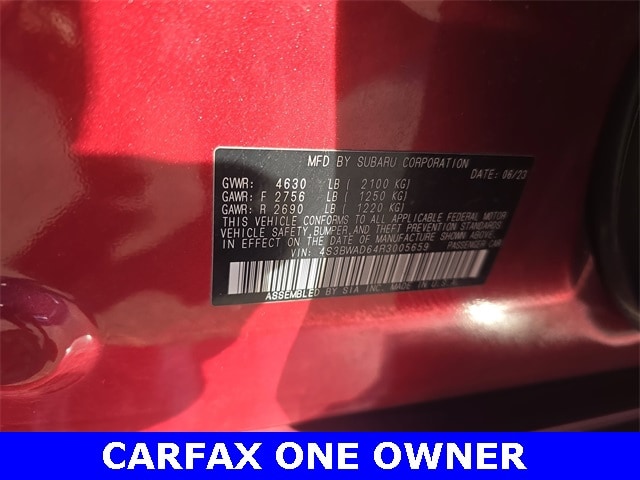 MFD BY SUBARU CORPORATION
DATE: 06/23
GVWR: 4630 LB ( 2100 KG)
GAWR: F 2756 LB ( 1250 KG)
GAWR: R 2690 LB ( 1220 KG)
THIS VEHICLE CONFORMS TO ALL APPLICABLE FEDERAL MOTOR
VEHICLE SAFETY, BUMPER, AND THEFT PREVENTION STANDARDS
IN EFFECT ON THE DATE OF MANUFACTURE SHOWN ABOVE.
VIN: 4S3BWAD64R3005659 PASSENGER CAR
ASSEMBLED BY SIA INC. MADE IN U.S.A.
CARFAX ONE OWNER